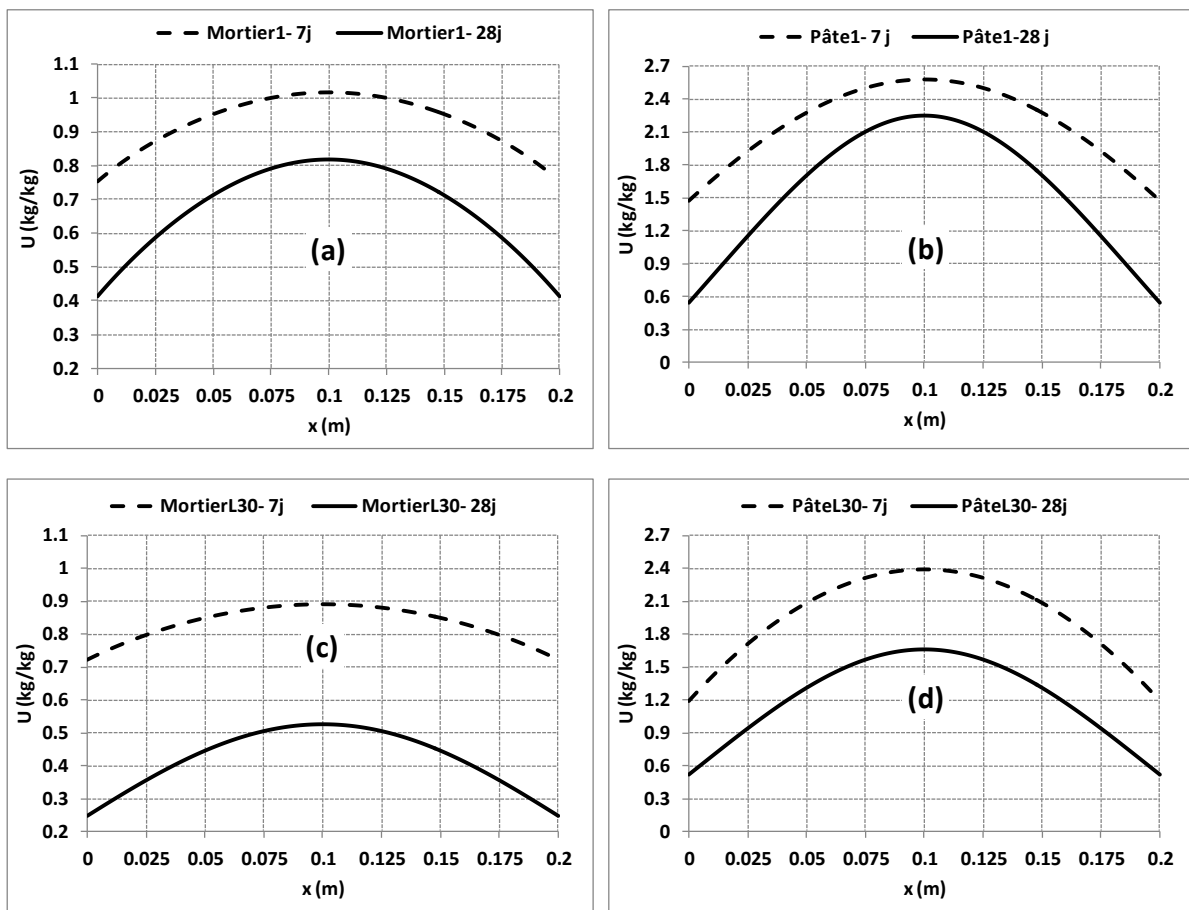 Mortier1- 7j Mortier1- 28j
1.1
1
0.9
0.8
0.7
0.6
0.5
0.4
0.3
0.2
U (kg/kg)
(a)
0 0.025 0.05 0.075 0.1 0.125 0.15 0.175 0.2
x (m)
Pâte1- 7 j Pâte1-28 j
2.7
2.4
2.1
1.8
1.5
1.2
0.9
0.6
0.3
0
U (kg/kg)
(b)
0 0.025 0.05 0.075 0.1 0.125 0.15 0.175 0.2
x (m)
MortierL30- 7j MortierL30- 28j
1.1
1
0.9
0.8
0.7
0.6
0.5
0.4
0.3
0.2
U (kg/kg)
(c)
0 0.025 0.05 0.075 0.1 0.125 0.15 0.175 0.2
x (m)
PâteL30- 7j PâteL30- 28j
2.7
2.4
2.1
1.8
1.5
1.2
0.9
0.6
0.3
0
U (kg/kg)
(d)
0 0.025 0.05 0.075 0.1 0.125 0.15 0.175 0.2
x (m)